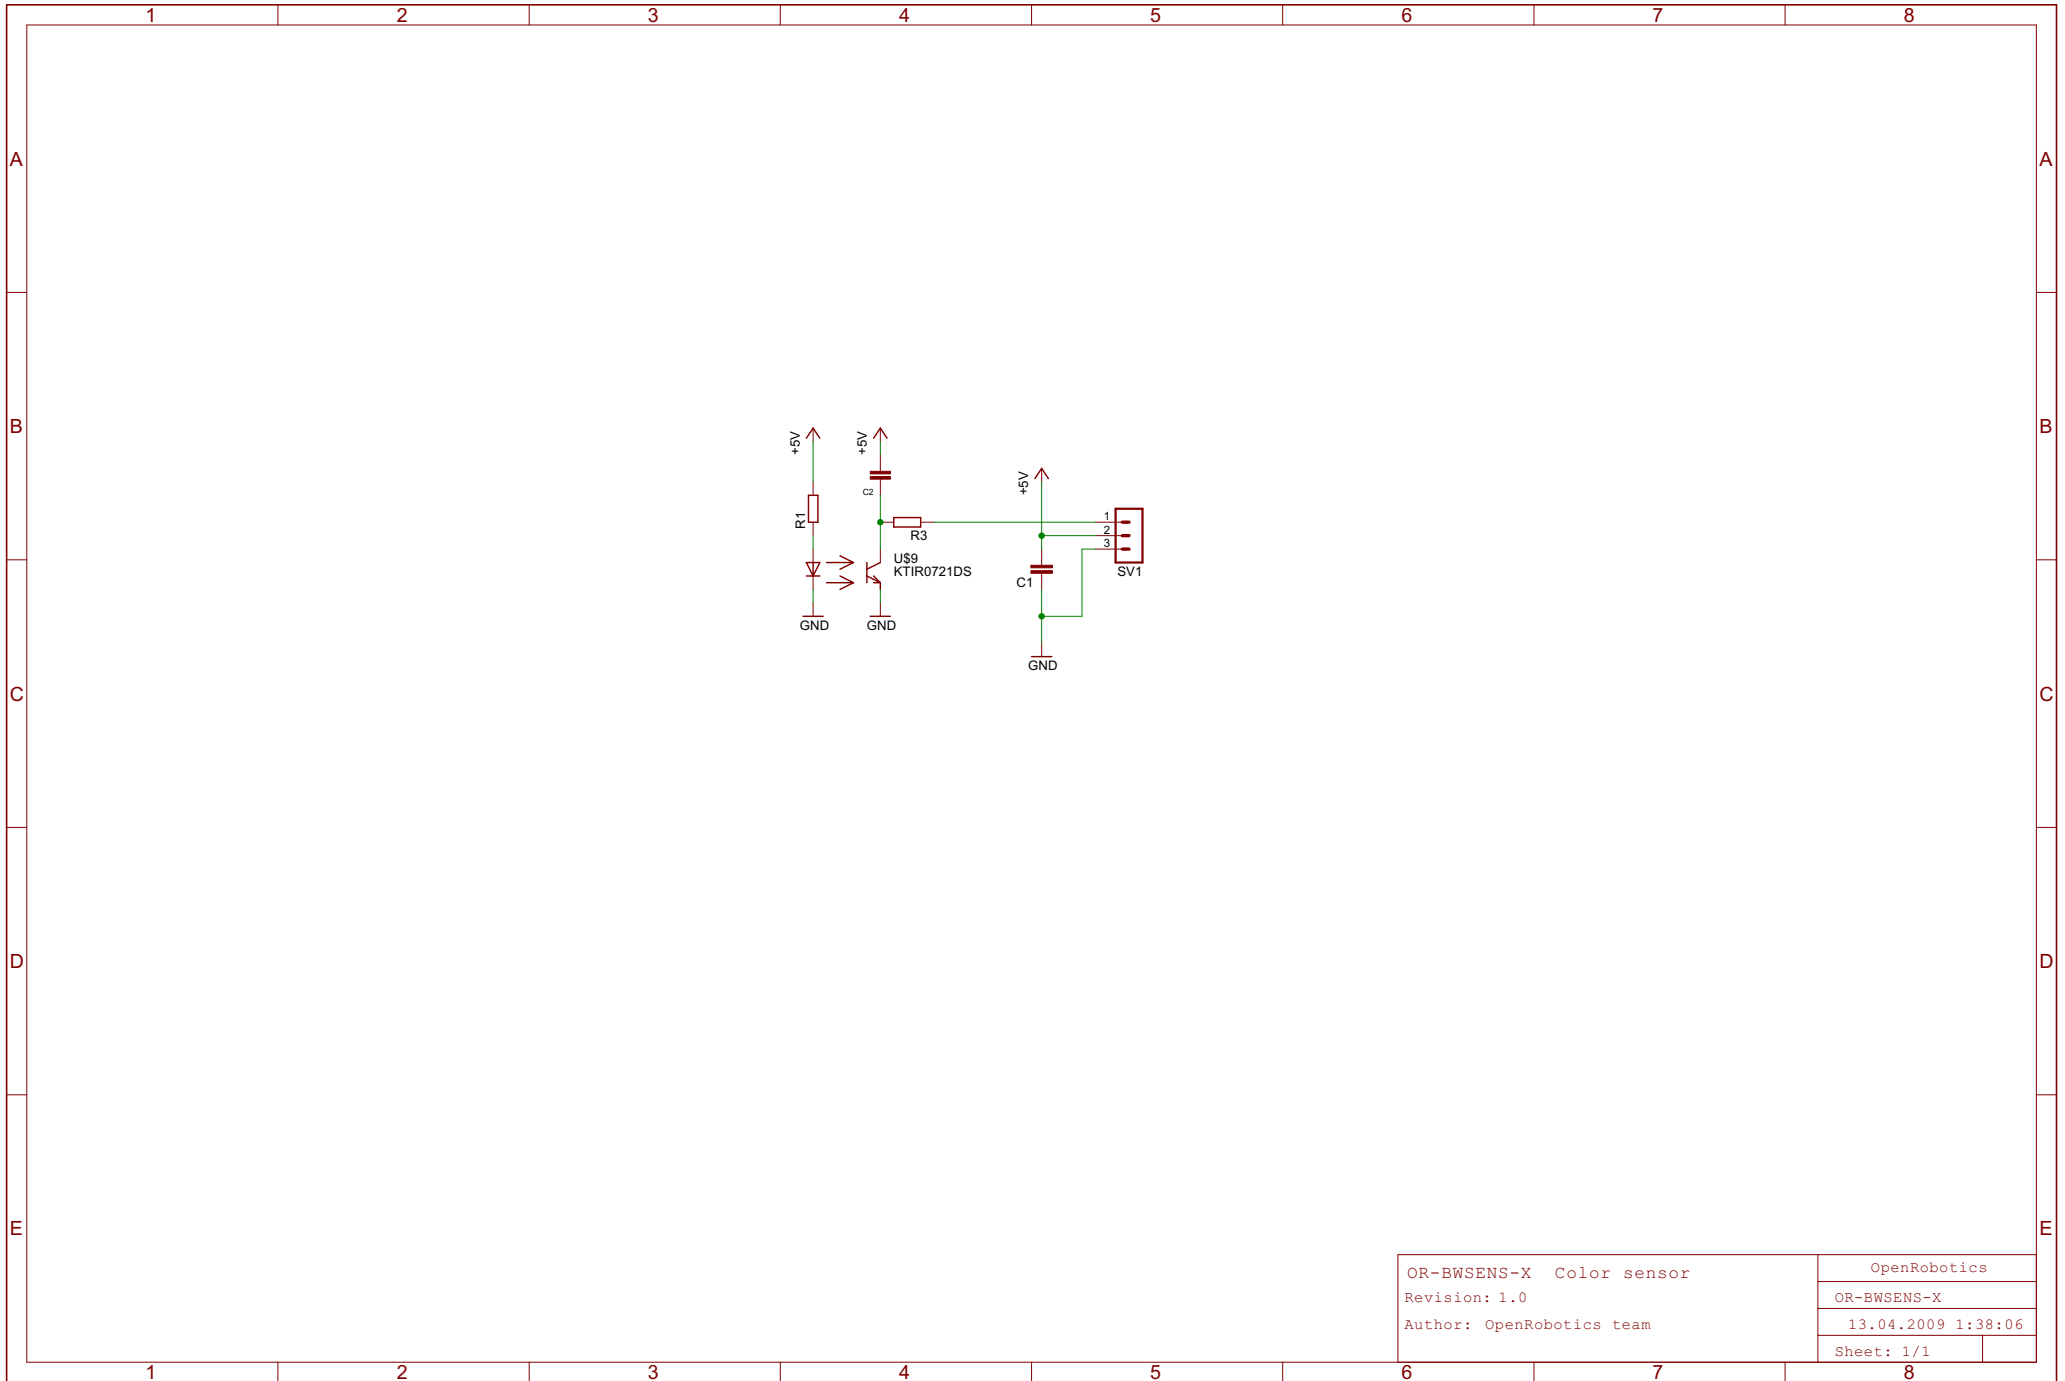 1 2 3 4 5 6 7 8
A A
B B
+5V +5V
+5V
C2
R1
R3
1
2
3
U$9
KTIR0721DS
SV1
C1
GND GND
GND
C C
D D
E E
OR-BWSENS-X Color sensor
Revision: 1.0
Author: OpenRobotics team
OpenRobotics
OR-BWSENS-X
13.04.2009 1:38:06
Sheet: 1/1
1 2 3 4 5 6 7 8